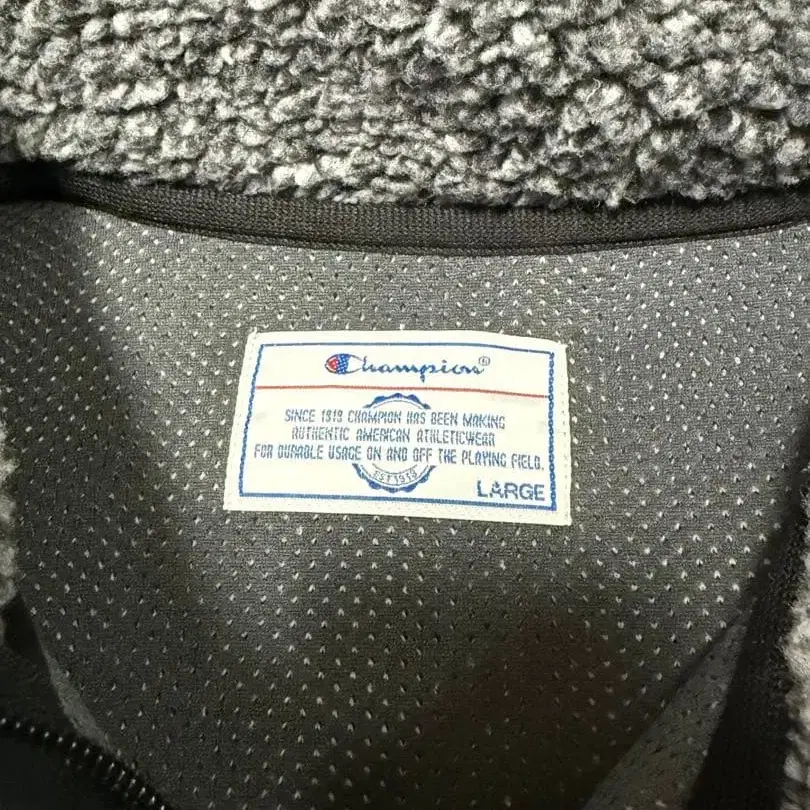 Champion®
SINCE 1919 CHAMPION HAS BEEN MAKING
AUTHENTIC AMERICAN ATHLETICWEAR
FOR DURABLE USAGE ON AND OFF THE PLAYING FIELD.
EST 1919
LARGE